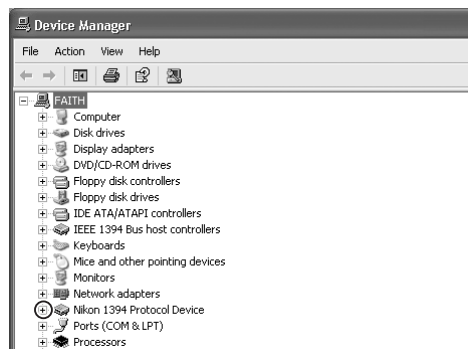 Device Manager
File Action View Help
FAITH
Computer
Disk drives
Display adapters
DVD/CD-ROM drives
Floppy disk controllers
Floppy disk drives
IDE ATA/ATAPI controllers
IEEE 1394 Bus host controllers
Keyboards
Mice and other pointing devices
Monitors
Network adapters
Nikon 1394 Protocol Device
Ports (COM & LPT)
Processors